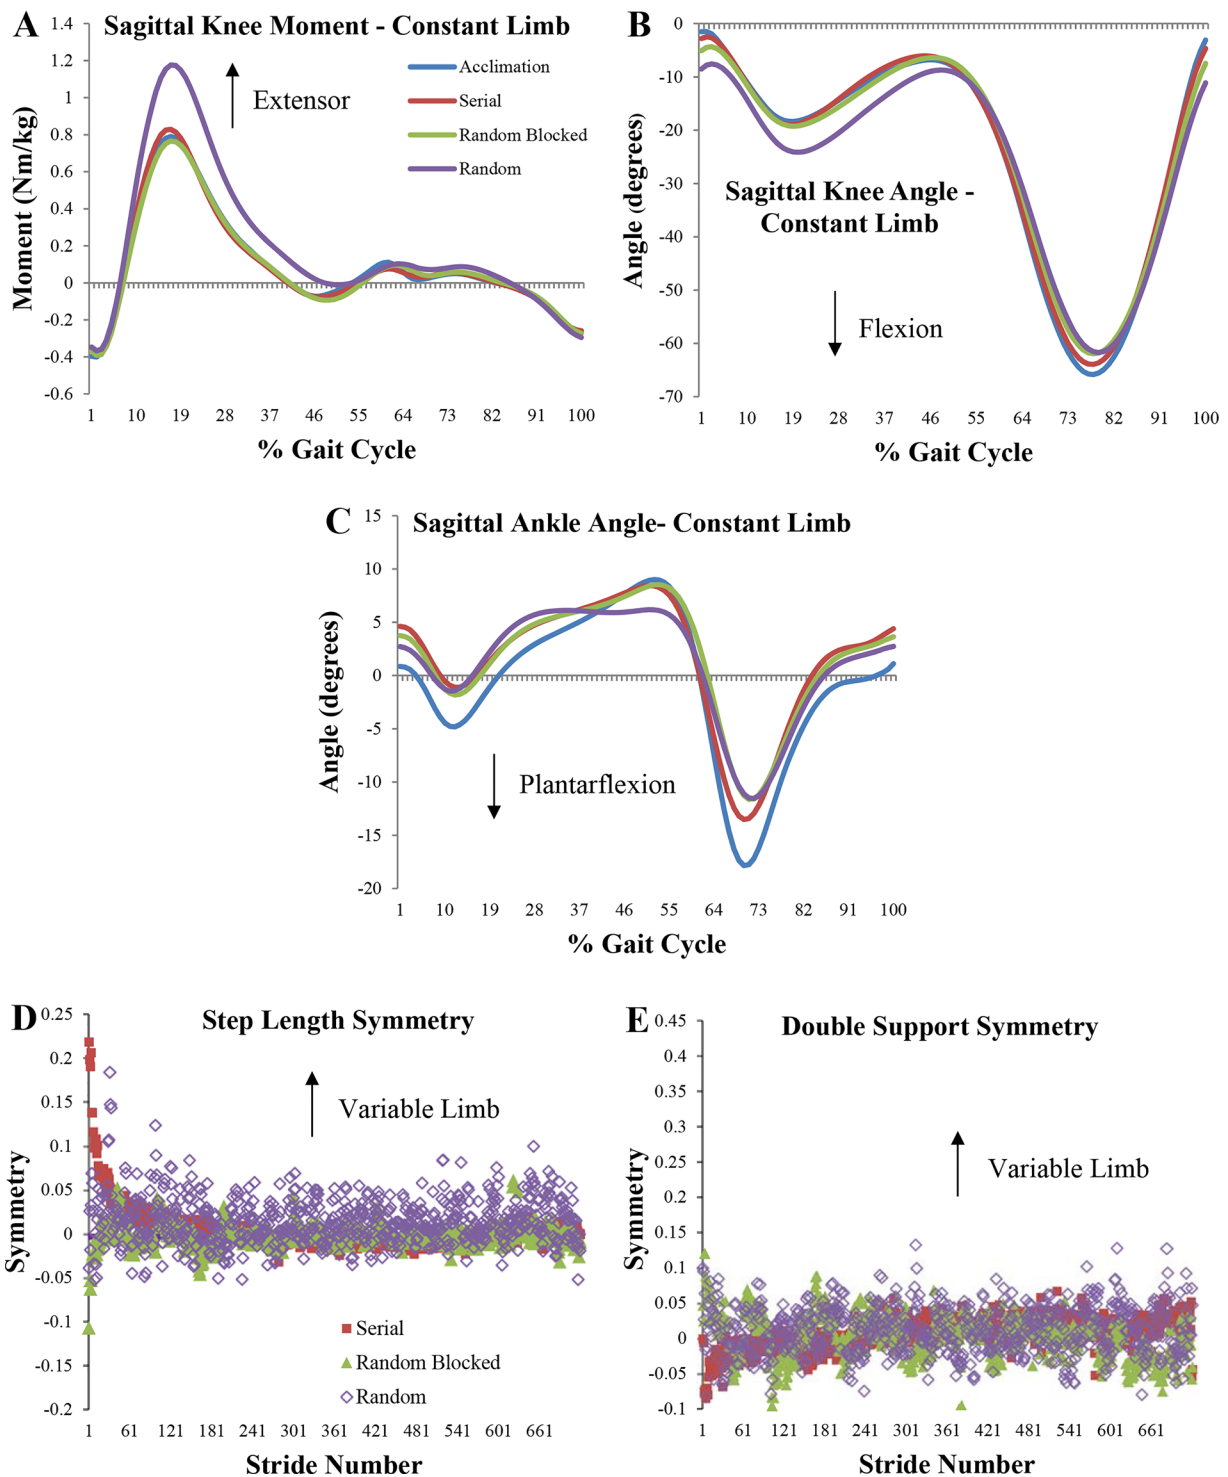 A
Sagittal Knee Moment - Constant Limb
1.4
1.2
1
0.8
0.6
0.4
0.2
0
-0.2
-0.4
-0.6
Moment (Nm/kg)
Extensor
Acclimation
Serial
Random Blocked
Random
1 10 19 28 37 46 55 64 73 82 91 100
% Gait Cycle
B
0
-10
-20
-30
-40
-50
-60
-70
Angle (degrees)
Sagittal Knee Angle -
Constant Limb
Flexion
1 10 19 28 37 46 55 64 73 82 91 100
% Gait Cycle
C
Sagittal Ankle Angle- Constant Limb
15
10
5
0
-5
-10
-15
-20
Angle (degrees)
Plantarflexion
1 10 19 28 37 46 55 64 73 82 91 100
% Gait Cycle
D
Step Length Symmetry
0.25
0.2
0.15
0.1
0.05
0
-0.05
-0.1
-0.15
-0.2
Symmetry
Variable Limb
Serial
Random Blocked
Random
1 61 121 181 241 301 361 421 481 541 601 661
Stride Number
E
Double Support Symmetry
0.45
0.4
0.35
0.3
0.25
0.2
0.15
0.1
0.05
0
-0.05
-0.1
Symmetry
Variable Limb
1 61 121 181 241 301 361 421 481 541 601 661
Stride Number